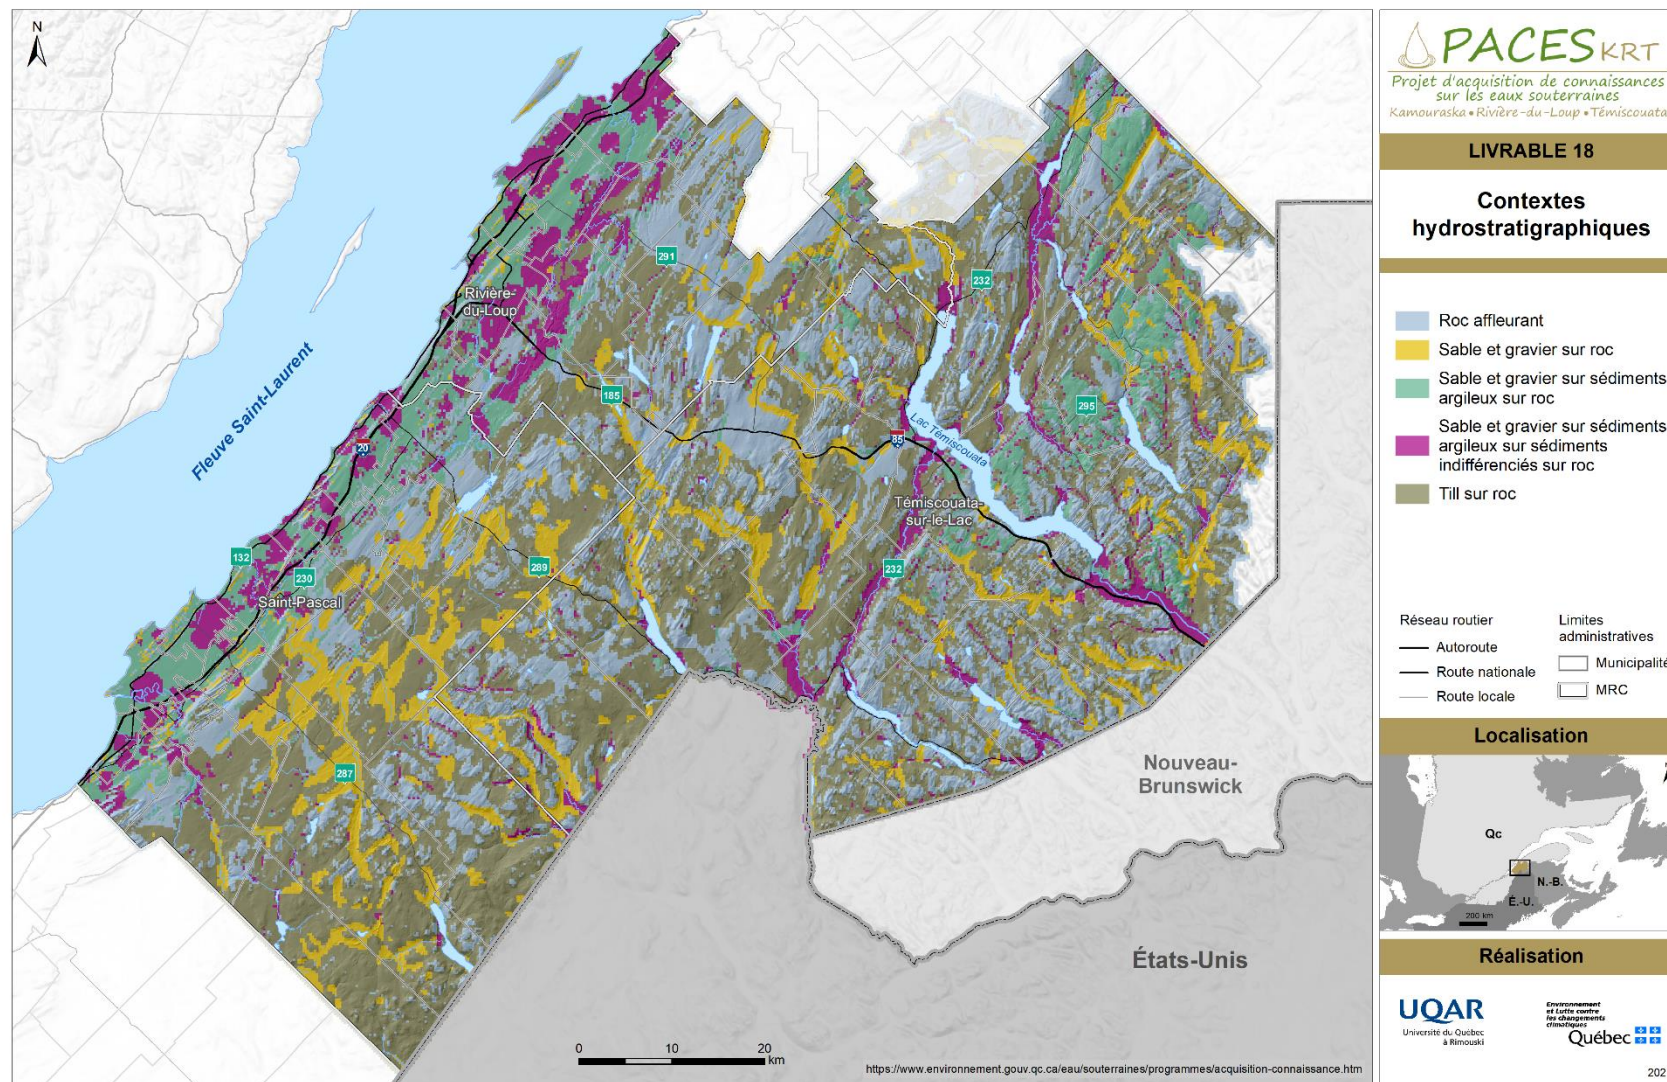 N
Fleuve Saint-Laurent
Rivière-
du-Loup
291
232
185
85
295
Lac Témiscouata
20
Témiscouata-
sur-le-Lac
132
230
289
232
Saint-Pascal
287
Nouveau-
Brunswick
États-Unis
0 10 20
km
https://www.environnement.gouv.qc.ca/eau/souterraines/programmes/acquisition-connaissance.htm
PACES KRT
Projet d'acquisition de connaissances
sur les eaux souterraines
Kamouraska • Rivière-du-Loup • Témiscouata
LIVRABLE 18
Contextes
hydrostratigraphiques
Roc affleurant
Sable et gravier sur roc
Sable et gravier sur sédiments
argileux sur roc
Sable et gravier sur sédiments
argileux sur sédiments
indifférenciés sur roc
Till sur roc
Réseau routier
Autoroute
Route nationale
Route locale
Limites
administratives
Municipalité
MRC
Localisation
Qc
N.-B.
É.-U.
200 km
Réalisation
UQAR
Université du Québec
à Rimouski
Environnement
et Lutte contre
les changements
climatiques
Québec
202